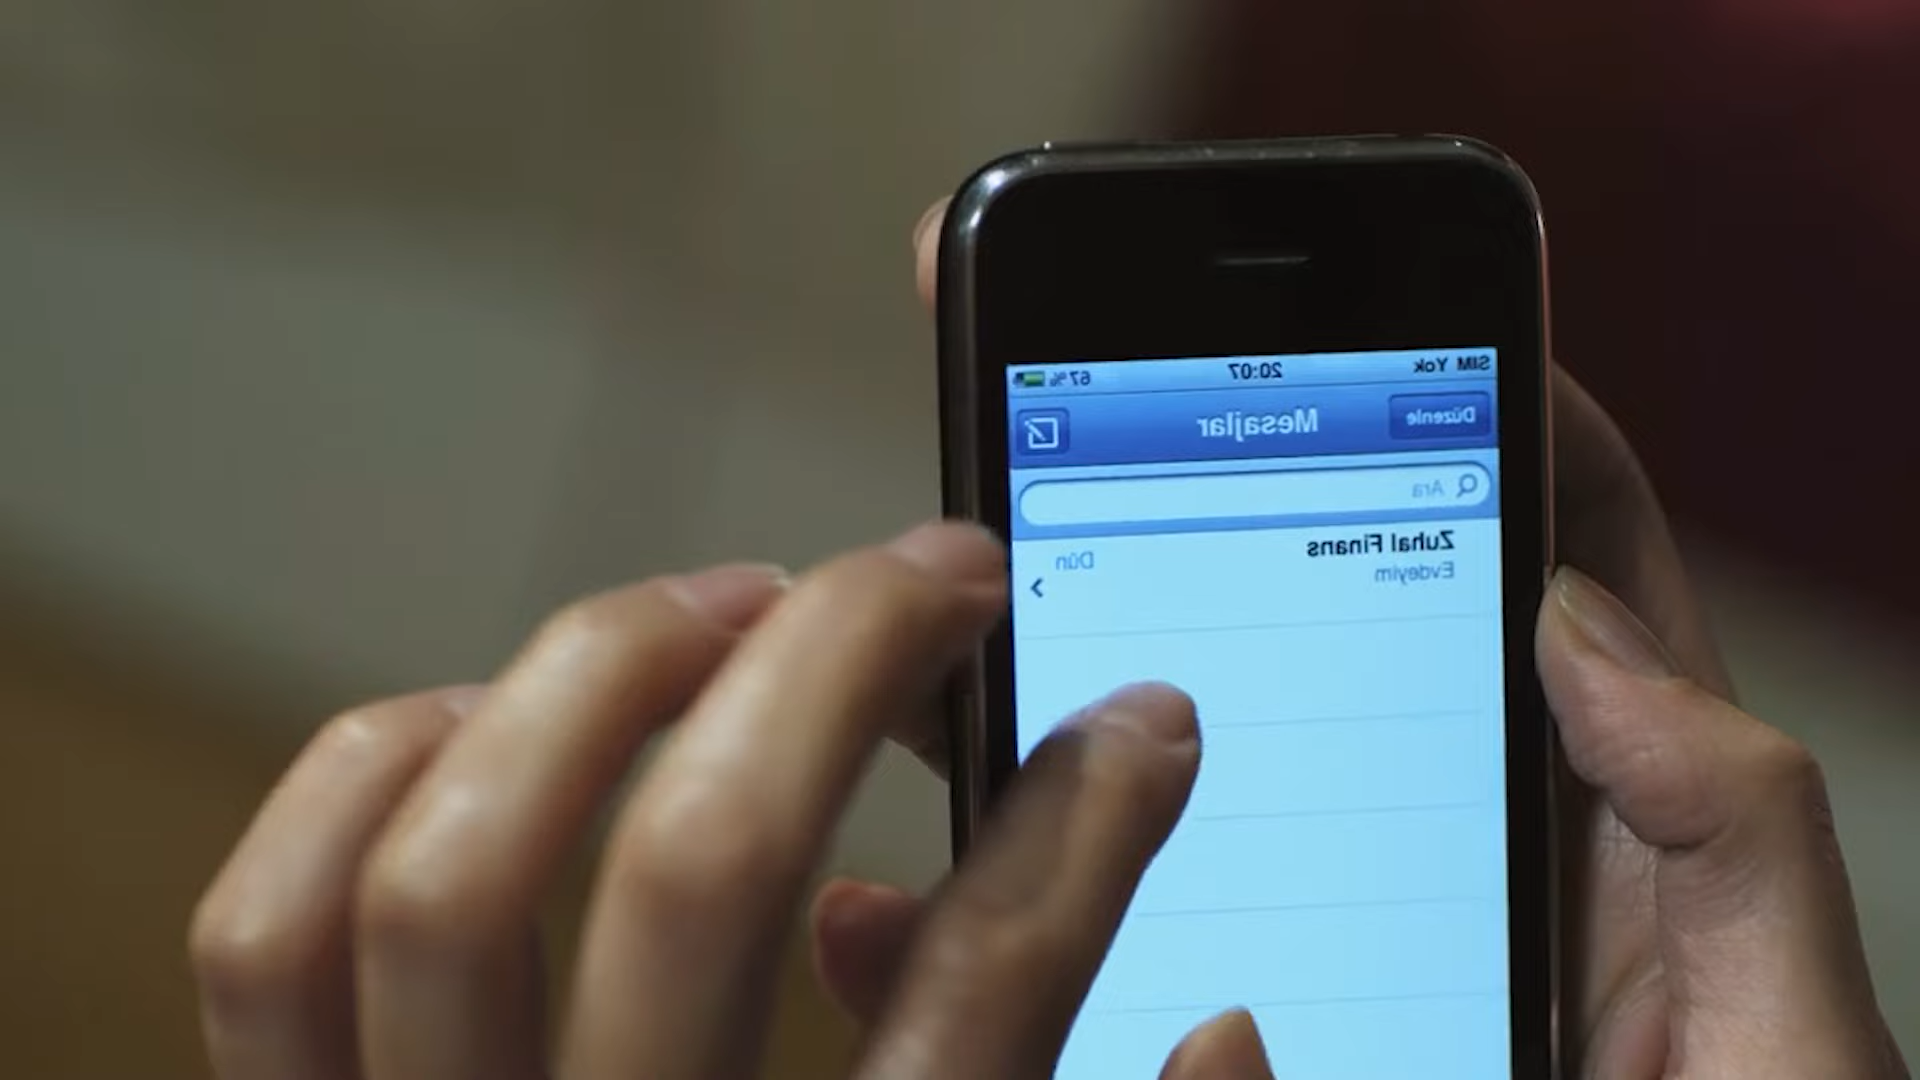 SIM Yok 20:07 67 %
Düzenle Mesajlar
Ara
Zuhal Finans Dün
Evdeyim